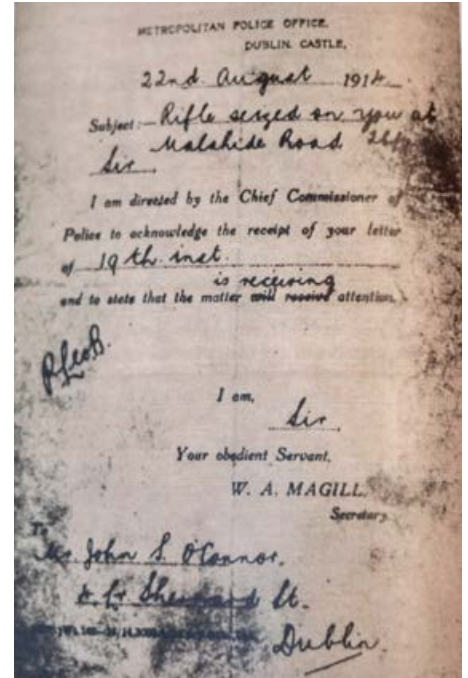 METROPOLITAN POLICE OFFICE,
DUBLIN CASTLE,
22nd August 1914.
Subject:— Rifle seized on you at
Malahide Road
Sir
I am directed by the Chief Commissioner of
Police to acknowledge the receipt of your letter
of 19th inst.
is receiving
and to state that the matter will receive attention.
I am,
Sir,
Your obedient Servant,
W. A. MAGILL,
Secretary.
To
Mr. John S. O'Connor,
St.
Dublin.